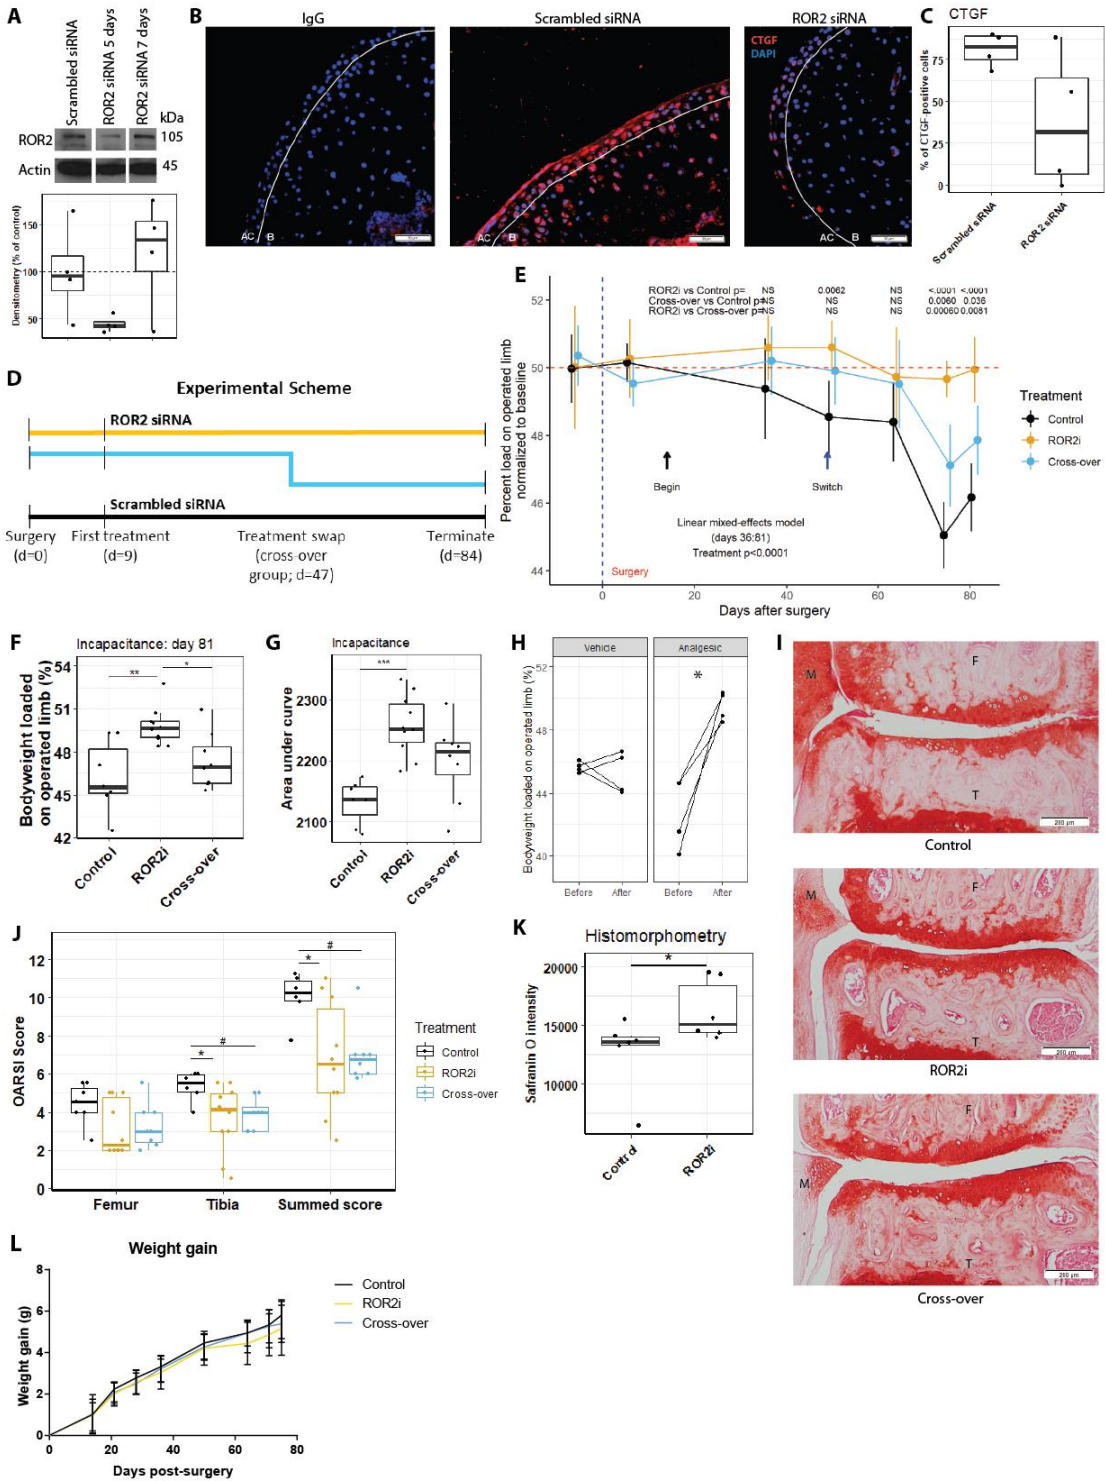 A
Scrambled siRNA
ROR2 siRNA 5 days
ROR2 siRNA 7 days
kDa
ROR2
105
Actin
45
Densitometry (% of control)
150
100
50
B
IgG
Scrambled siRNA
ROR2 siRNA
CTGF
DAPI
AC B
AC B
AC B
C
CTGF
% of CTGF-positive cells
75
50
25
0
Scrambled siRNA
ROR2 siRNA
D
Experimental Scheme
ROR2 siRNA
Scrambled siRNA
Surgery
(d=0)
First treatment
(d=9)
Treatment swap
(cross-over
group; d=47)
Terminate
(d=84)
E
ROR2i vs Control p= NS 0.0062 NS <.0001 <.0001
Cross-over vs Control p= NS NS NS 0.0060 0.036
ROR2i vs Cross-over p= NS NS NS 0.00060 0.0081
Percent load on operated limb
normalized to baseline
52
50
48
46
44
Begin
Switch
Linear mixed-effects model
(days 36:81)
Treatment p<0.0001
Surgery
0 20 40 60 80
Days after surgery
Treatment
Control
ROR2i
Cross-over
F
Incapacitance: day 81
Bodyweight loaded
on operated limb (%)
54
51
48
45
42
**
*
Control
ROR2i
Cross-over
G
Incapacitance
Area under curve
2300
2200
2100
***
Control
ROR2i
Cross-over
H
Vehicle
Analgesic
Bodyweight loaded on operated limb (%)
52
48
44
40
*
Before After Before After
I
M
F
T
200 µm
Control
M
F
T
200 µm
ROR2i
M
F
T
200 µm
Cross-over
J
OARSI Score
12
10
8
6
4
2
0
* #
* #
Femur
Tibia
Summed score
Treatment
Control
ROR2i
Cross-over
K
Histomorphometry
Safranin O Intensity
20000
15000
10000
*
Control
ROR2i
L
Weight gain
Weight gain (g)
8
6
4
2
0
0 20 40 60 80
Days post-surgery
Control
ROR2i
Cross-over